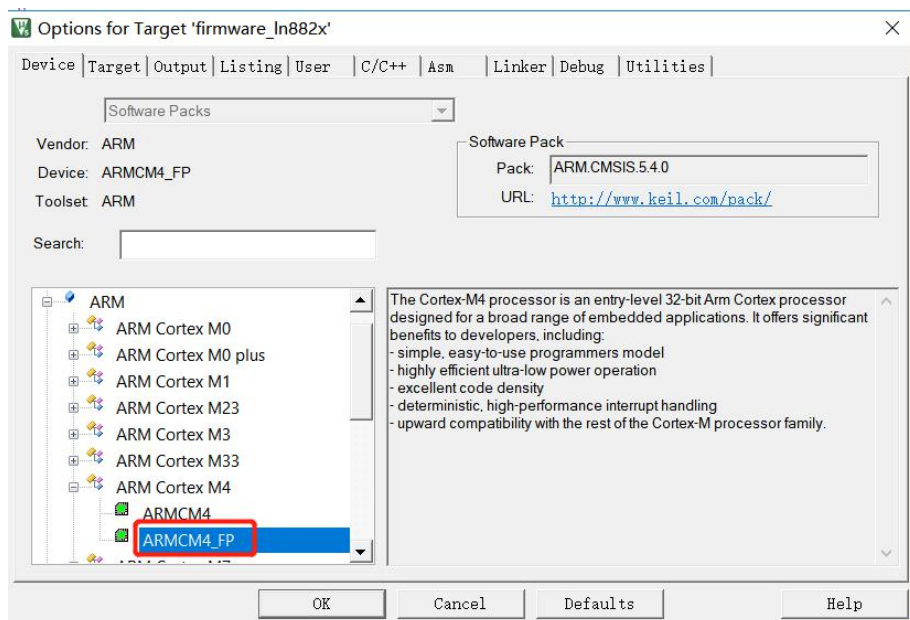 Options for Target 'firmware_ln882x'
Device Target Output Listing User C/C++ Asm Linker Debug Utilities
Software Packs
Vendor: ARM
Device: ARMCM4_FP
Toolset ARM
Search:
Software Pack
Pack: ARM.CMSIS.5.4.0
URL: http://www.keil.com/pack/
ARM
ARM Cortex M0
ARM Cortex M0 plus
ARM Cortex M1
ARM Cortex M23
ARM Cortex M3
ARM Cortex M33
ARM Cortex M4
ARMCM4
ARMCM4_FP
The Cortex-M4 processor is an entry-level 32-bit Arm Cortex processor
designed for a broad range of embedded applications. It offers significant
benefits to developers, including:
- simple, easy-to-use programmers model
- highly efficient ultra-low power operation
- excellent code density
- deterministic, high-performance interrupt handling
- upward compatibility with the rest of the Cortex-M processor family.
OK Cancel Defaults Help